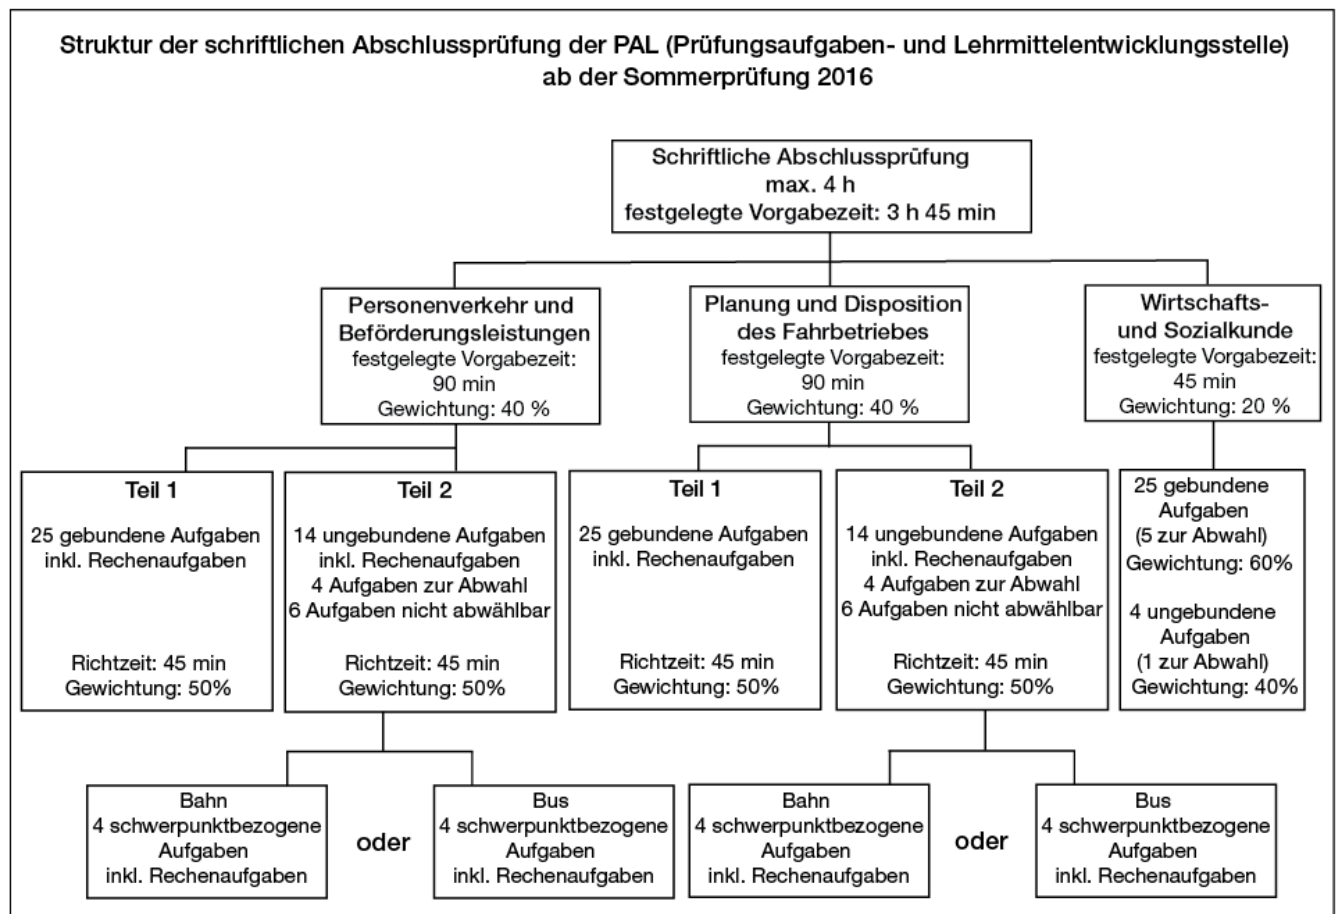 Struktur der schriftlichen Abschlussprüfung der PAL (Prüfungsaufgaben- und Lehrmittelentwicklungsstelle)
ab der Sommerprüfung 2016
Schriftliche Abschlussprüfung
max. 4 h
festgelegte Vorgabezeit: 3 h 45 min
Personenverkehr und
Beförderungsleistungen
festgelegte Vorgabezeit:
90 min
Gewichtung: 40 %
Planung und Disposition
des Fahrbetriebes
festgelegte Vorgabezeit:
90 min
Gewichtung: 40 %
Wirtschafts-
und Sozialkunde
festgelegte Vorgabezeit:
45 min
Gewichtung: 20 %
Teil 1
25 gebundene Aufgaben
inkl. Rechenaufgaben
Richtzeit: 45 min
Gewichtung: 50%
Teil 2
14 ungebundene Aufgaben
inkl. Rechenaufgaben
4 Aufgaben zur Abwahl
6 Aufgaben nicht abwählbar
Richtzeit: 45 min
Gewichtung: 50%
Teil 1
25 gebundene Aufgaben
inkl. Rechenaufgaben
Richtzeit: 45 min
Gewichtung: 50%
Teil 2
14 ungebundene Aufgaben
inkl. Rechenaufgaben
4 Aufgaben zur Abwahl
6 Aufgaben nicht abwählbar
Richtzeit: 45 min
Gewichtung: 50%
25 gebundene
Aufgaben
(5 zur Abwahl)
Gewichtung: 60%
4 ungebundene
Aufgaben
(1 zur Abwahl)
Gewichtung: 40%
Bahn
4 schwerpunktbezogene
Aufgaben
inkl. Rechenaufgaben
oder
Bus
4 schwerpunktbezogene
Aufgaben
inkl. Rechenaufgaben
Bahn
4 schwerpunktbezogene
Aufgaben
inkl. Rechenaufgaben
oder
Bus
4 schwerpunktbezogene
Aufgaben
inkl. Rechenaufgaben